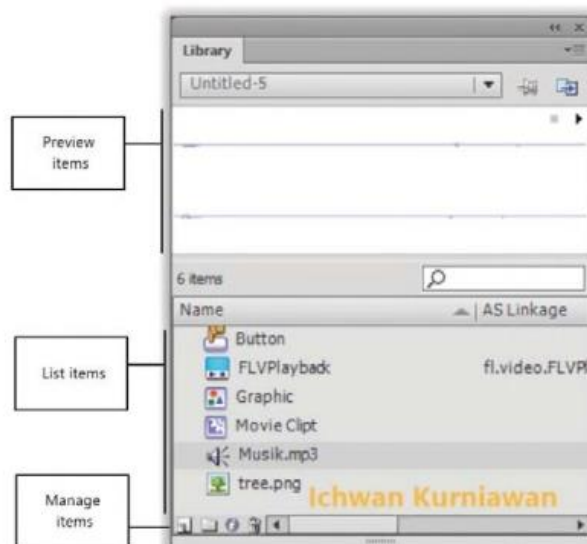 Library
Untitled-5
Preview
items
6 items
Name AS Linkage
Button
FLVPlayback fl.video.FLVPl
Graphic
List items
Movie Clipt
Musik.mp3
tree.png
Ichwan Kurniawan
Manage
items